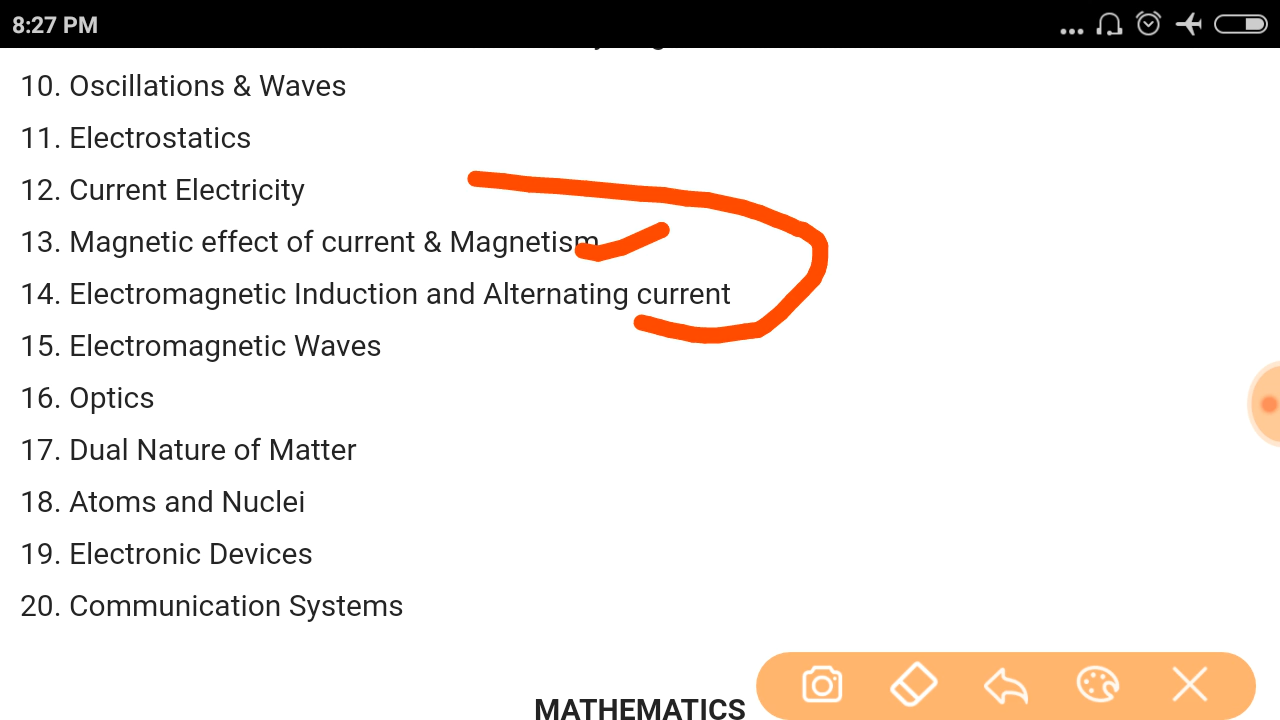 8:27 PM
10. Oscillations & Waves
11. Electrostatics
12. Current Electricity
13. Magnetic effect of current & Magnetism
14. Electromagnetic Induction and Alternating current
15. Electromagnetic Waves
16. Optics
17. Dual Nature of Matter
18. Atoms and Nuclei
19. Electronic Devices
20. Communication Systems
MATHEMATICS